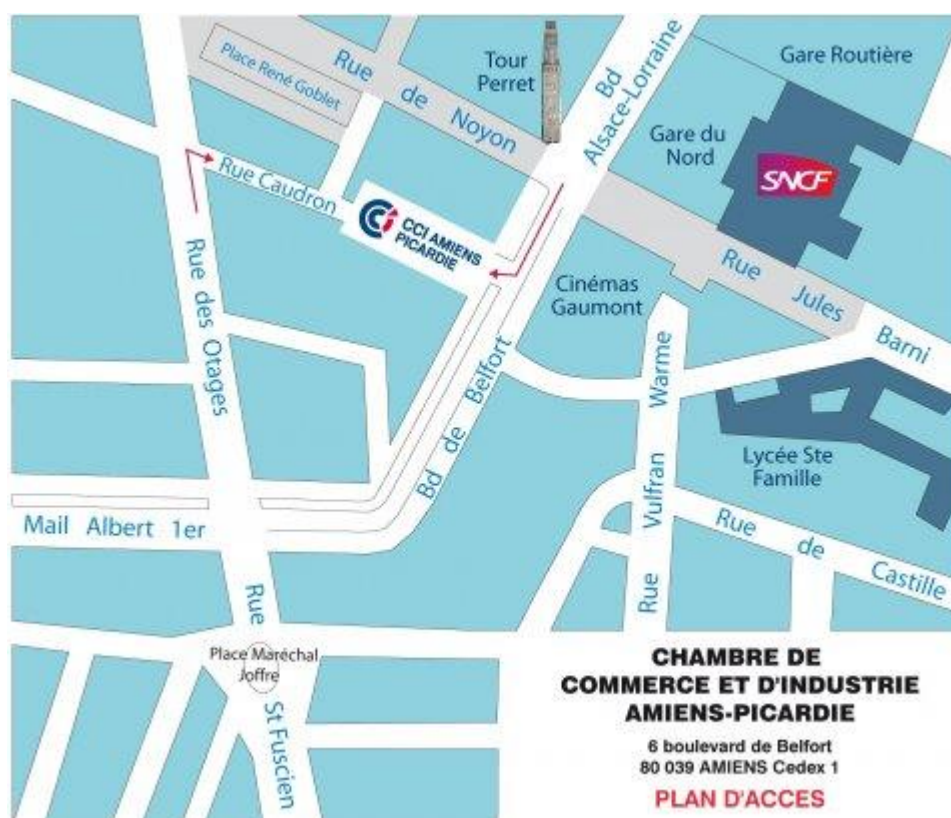 Place René Goblet
Rue de Noyon
Tour
Perret
Bd
Alsace-Lorraine
Gare Routière
Gare du
Nord
SNCF
Rue Caudron
CCI AMIENS
PICARDIE
Rue des Otages
Cinémas
Gaumont
Rue Jules Barni
Bd de Belfort
Rue Vulfran Warme
Lycée Ste
Famille
Mail Albert 1er
Rue de Castille
Rue St Fuscien
Place Maréchal
Joffre
CHAMBRE DE
COMMERCE ET D'INDUSTRIE
AMIENS-PICARDIE
6 boulevard de Belfort
80 039 AMIENS Cedex 1
PLAN D'ACCES